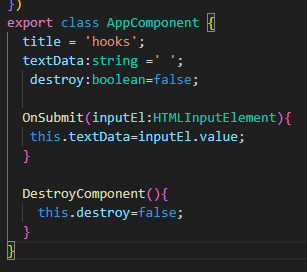 })
export class AppComponent {
title = 'hooks';
textData:string =' ';
destroy:boolean=false;
OnSubmit(inputEl:HTMLInputElement){
this.textData=inputEl.value;
}
DestroyComponent(){
this.destroy=false;
}
}